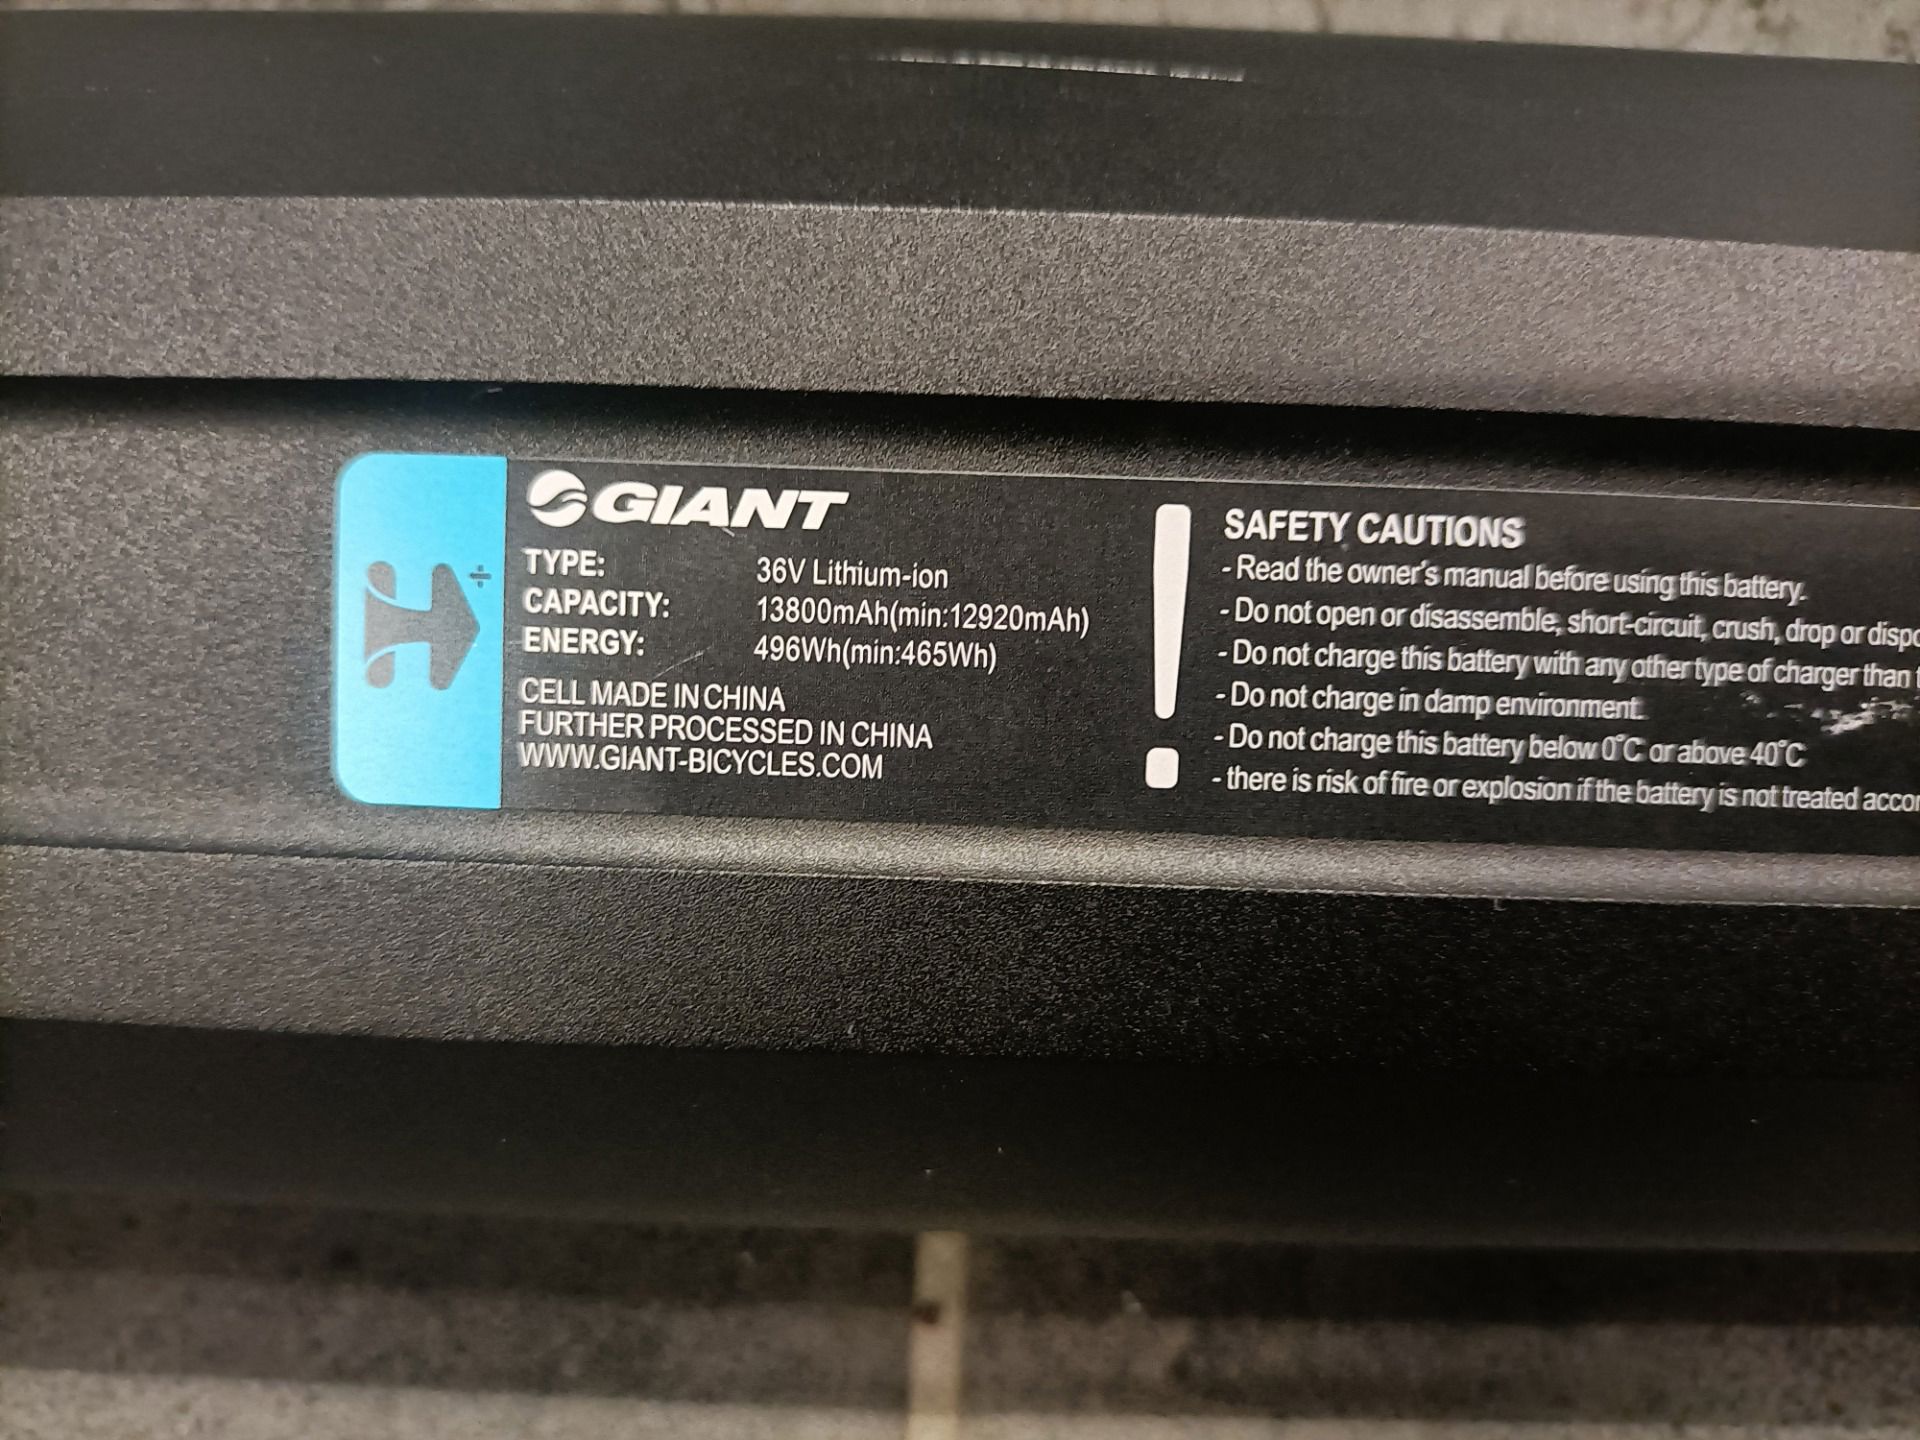 GIANT
TYPE: 36V Lithium-ion
CAPACITY: 13800mAh(min:12920mAh)
ENERGY: 496Wh(min:465Wh)
CELL MADE IN CHINA
FURTHER PROCESSED IN CHINA
WWW.GIANT-BICYCLES.COM
SAFETY CAUTIONS
- Read the owner's manual before using this battery.
- Do not open or disassemble, short-circuit, crush, drop or
- Do not charge this battery with any other type of charger than
- Do not charge in damp environment.
- Do not charge this battery below 0°C or above 40°C
- there is risk of fire or explosion if the battery is not treated